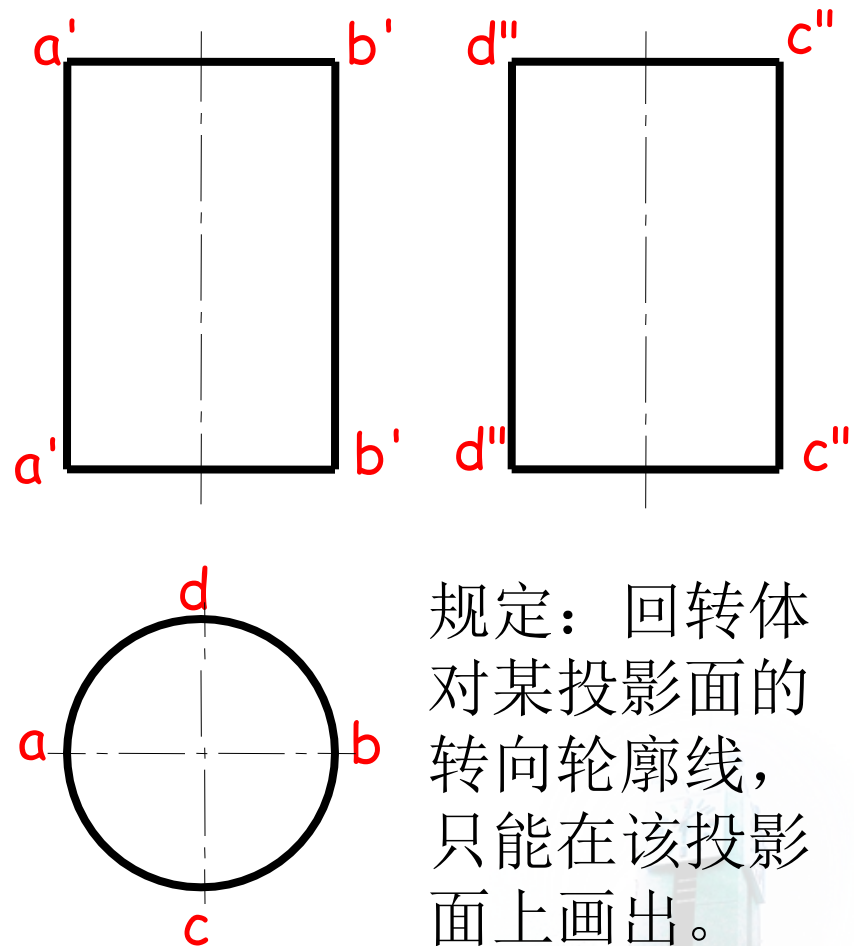 a' b' d" c"
a' b' d" c"
d
a b
c
规定：回转体
对某投影面的
转向轮廓线，
只能在该投影
面上画出。